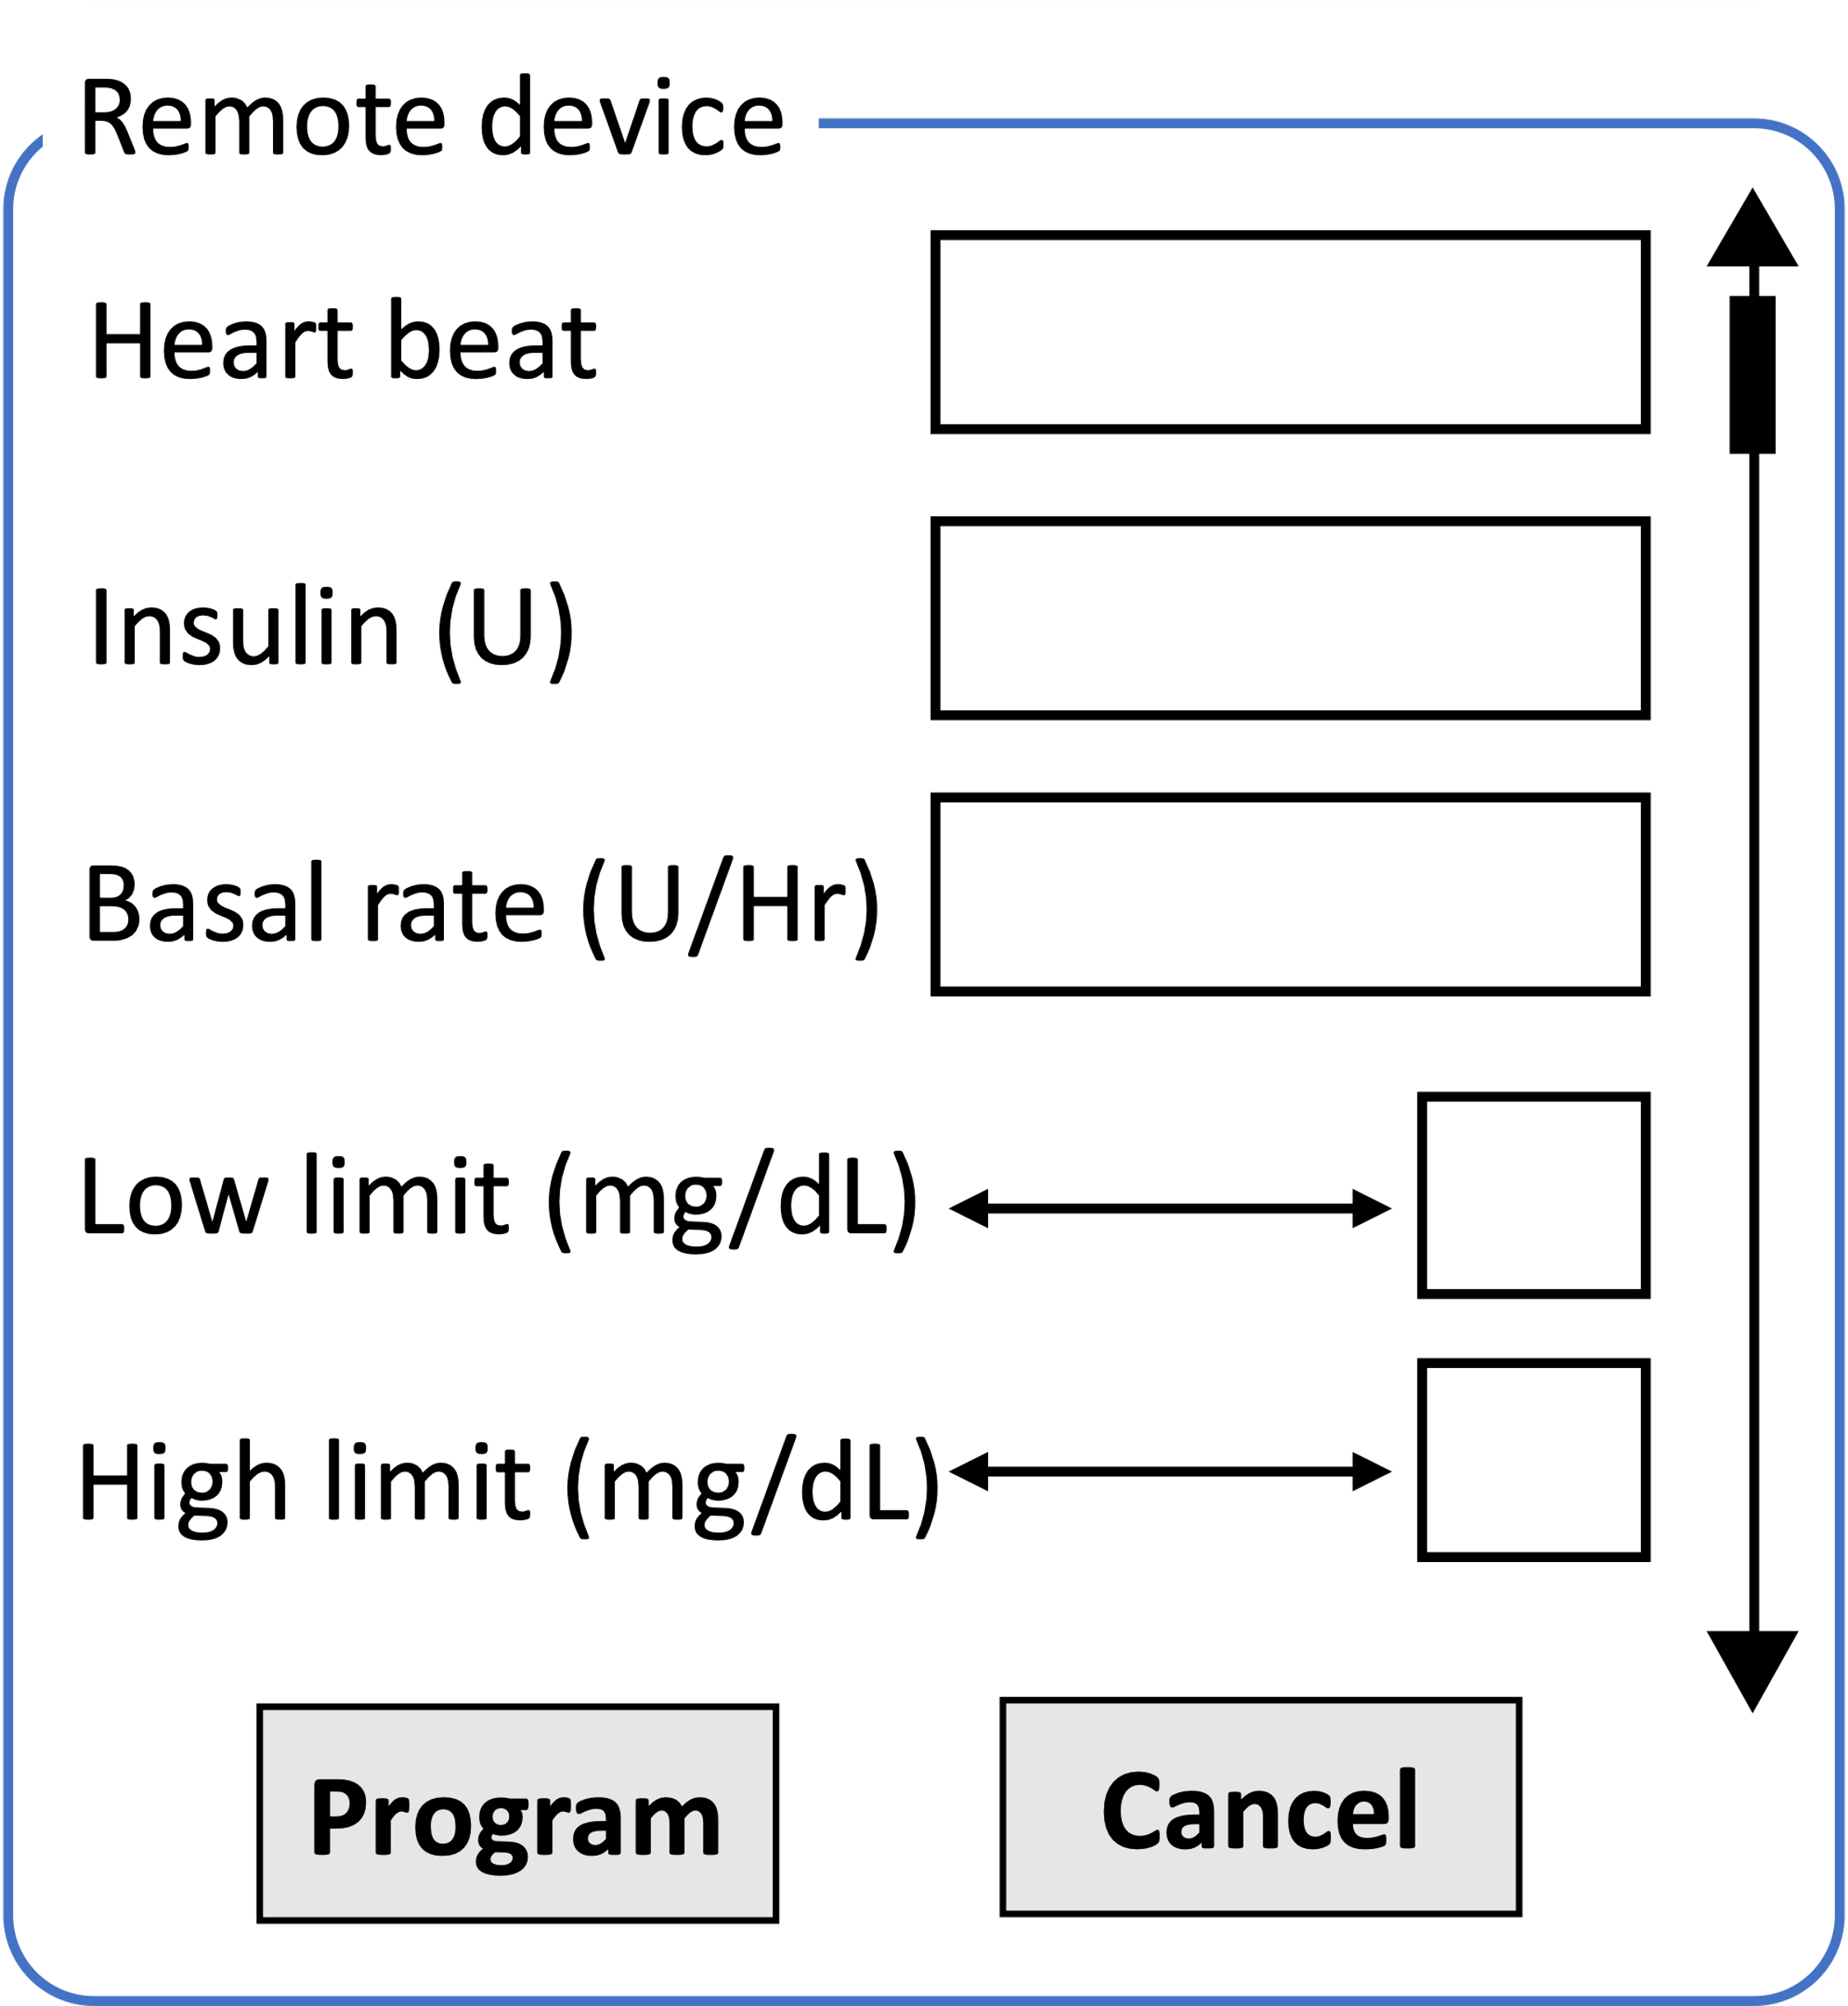 Remote device
Heart beat
Insulin (U)
Basal rate (U/Hr)
Low limit (mg/dL)
High limit (mg/dL)
Program
Cancel